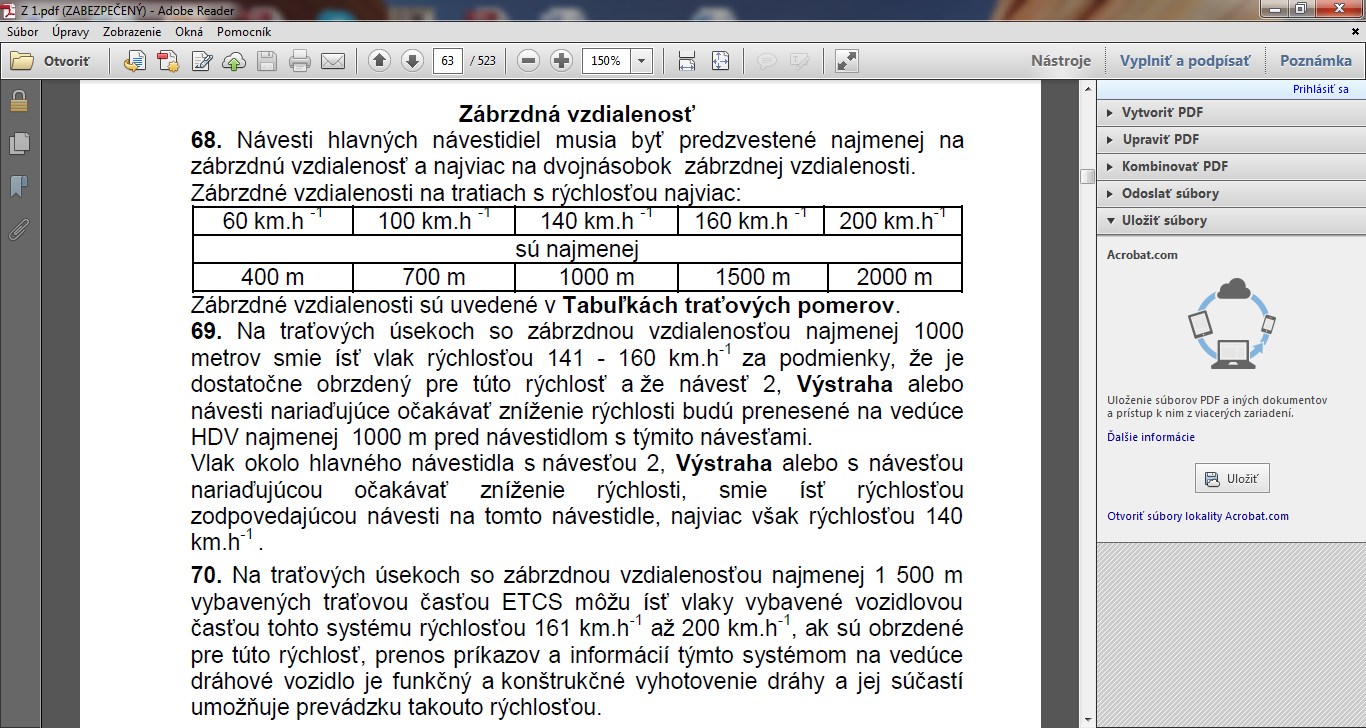 Z 1.pdf (ZABEZPEČENÝ) - Adobe Reader
Súbor Úpravy Zobrazenie Okná Pomocník
Otvoriť 63 / 523 150% Nástroje Vyplniť a podpísať Poznámka
Zábrzdná vzdialenosť
68. Návesti hlavných návestidiel musia byť predzvestené najmenej na
zábrzdnú vzdialenosť a najviac na dvojnásobok zábrzdnej vzdialenosti.
Zábrzdné vzdialenosti na tratiach s rýchlosťou najviac:
60 km.h -1 100 km.h -1 140 km.h -1 160 km.h -1 200 km.h-1
sú najmenej
400 m 700 m 1000 m 1500 m 2000 m
Zábrzdné vzdialenosti sú uvedené v Tabuľkách traťových pomerov.
69. Na traťových úsekoch so zábrzdnou vzdialenosťou najmenej 1000
metrov smie ísť vlak rýchlosťou 141 - 160 km.h-1 za podmienky, že je
dostatočne obrzdený pre túto rýchlosť a že návesť 2, Výstraha alebo
návesti nariaďujúce očakávať zníženie rýchlosti budú prenesené na vedúce
HDV najmenej 1000 m pred návestidlom s týmito návesťami.
Vlak okolo hlavného návestidla s návesťou 2, Výstraha alebo s návesťou
nariaďujúcou očakávať zníženie rýchlosti, smie ísť rýchlosťou
zodpovedajúcou návesti na tomto návestidle, najviac však rýchlosťou 140
km.h-1 .
70. Na traťových úsekoch so zábrzdnou vzdialenosťou najmenej 1 500 m
vybavených traťovou časťou ETCS môžu ísť vlaky vybavené vozidlovou
časťou tohto systému rýchlosťou 161 km.h-1 až 200 km.h-1, ak sú obrzdené
pre túto rýchlosť, prenos príkazov a informácií týmto systémom na vedúce
dráhové vozidlo je funkčný a konštrukčné vyhotovenie dráhy a jej súčastí
umožňuje prevádzku takouto rýchlosťou.
Prihlásiť sa
Vytvoriť PDF
Upraviť PDF
Kombinovať PDF
Odoslať súbory
Uložiť súbory
Acrobat.com
Uloženie súborov PDF a iných dokumentov
a prístup k nim z viacerých zariadení.
Ďalšie informácie
Uložiť
Otvoriť súbory lokality Acrobat.com